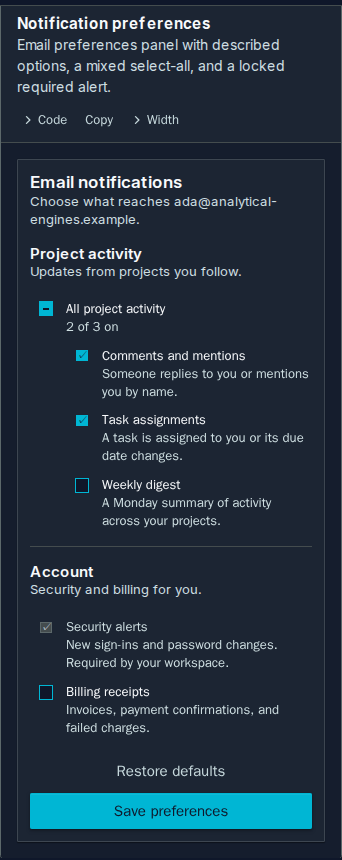 Notification preferences
Email preferences panel with described
options, a mixed select-all, and a locked
required alert.
Code Copy Width
Email notifications
Choose what reaches ada@analytical-
engines.example.
Project activity
Updates from projects you follow.
All project activity
2 of 3 on
Comments and mentions
Someone replies to you or mentions
you by name.
Task assignments
A task is assigned to you or its due
date changes.
Weekly digest
A Monday summary of activity
across your projects.
Account
Security and billing for you.
Security alerts
New sign-ins and password changes.
Required by your workspace.
Billing receipts
Invoices, payment confirmations, and
failed charges.
Restore defaults
Save preferences